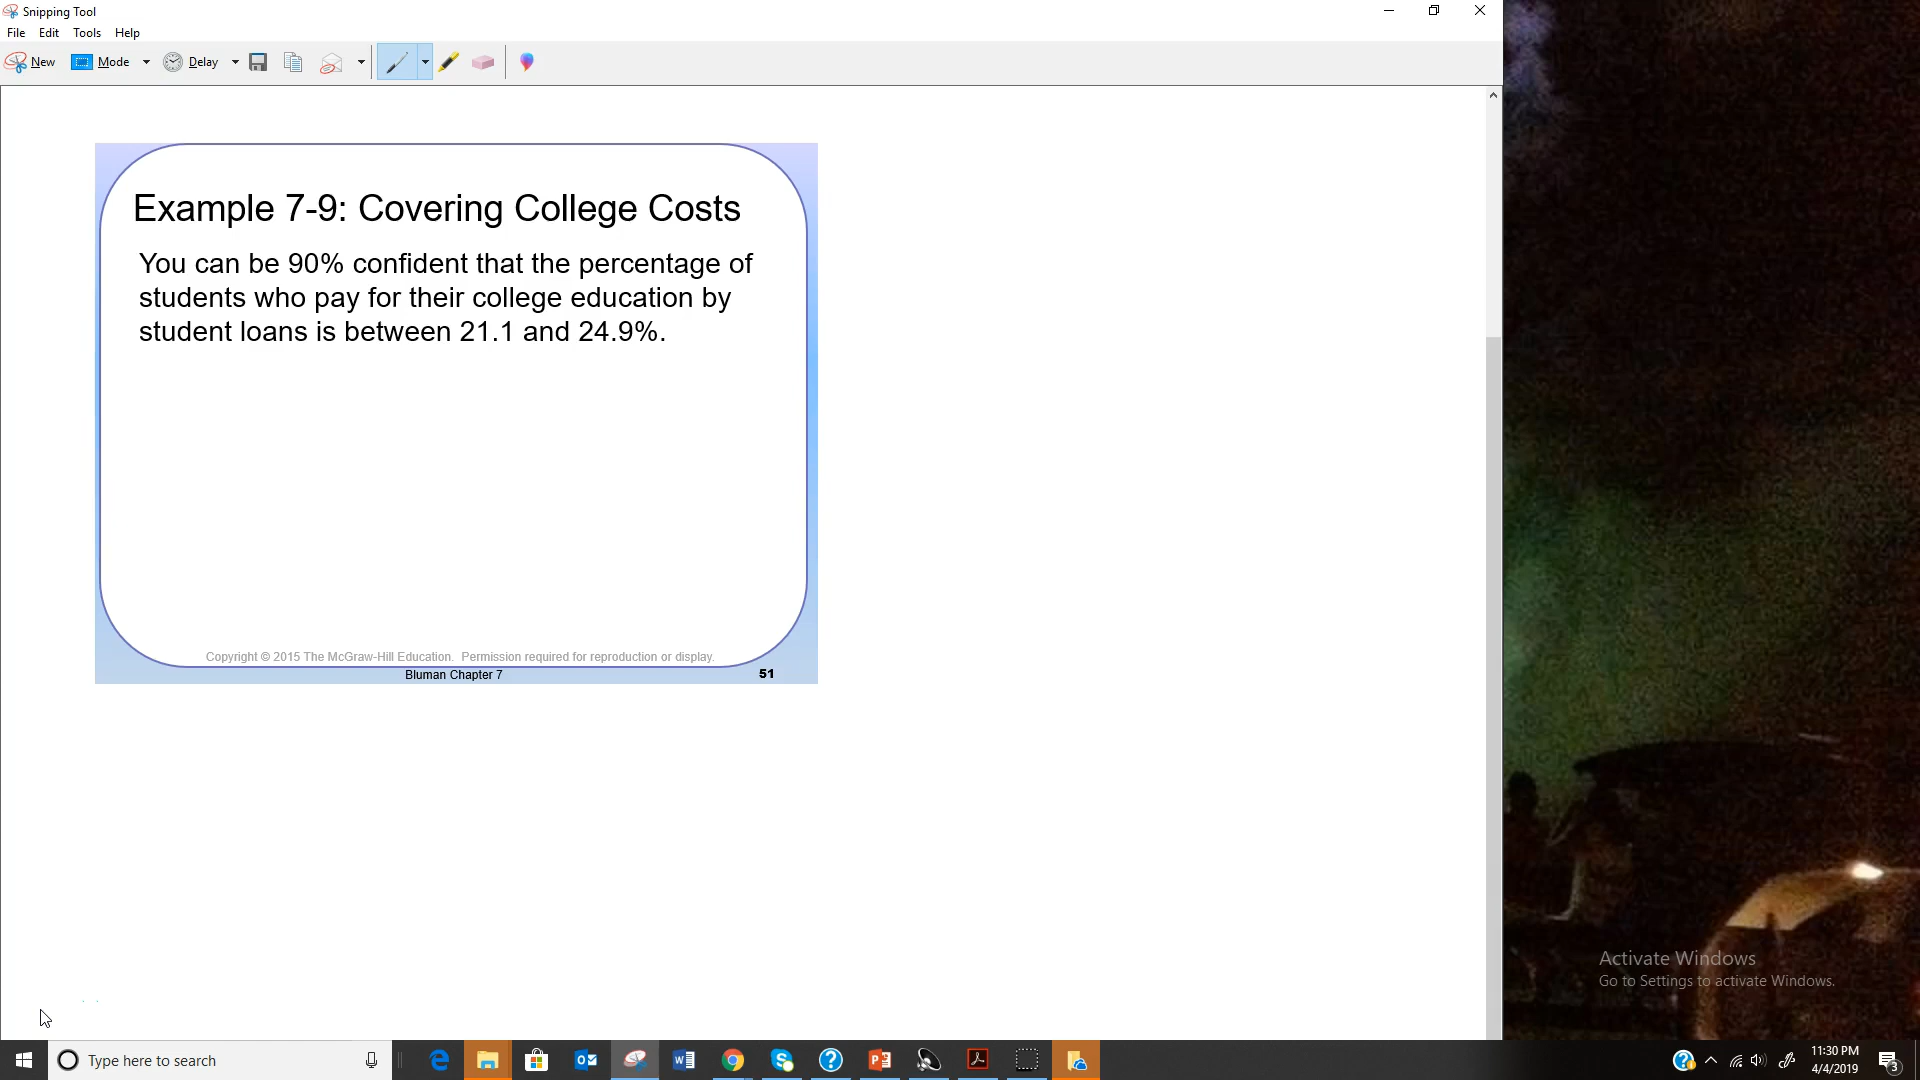 Snipping Tool
File Edit Tools Help
New Mode Delay
Example 7-9: Covering College Costs
You can be 90% confident that the percentage of
students who pay for their college education by
student loans is between 21.1 and 24.9%.
Copyright © 2015 The McGraw-Hill Education. Permission required for reproduction or display.
Bluman Chapter 7
51
Activate Windows
Go to Settings to activate Windows.
Type here to search
11:30 PM
4/4/2019
3